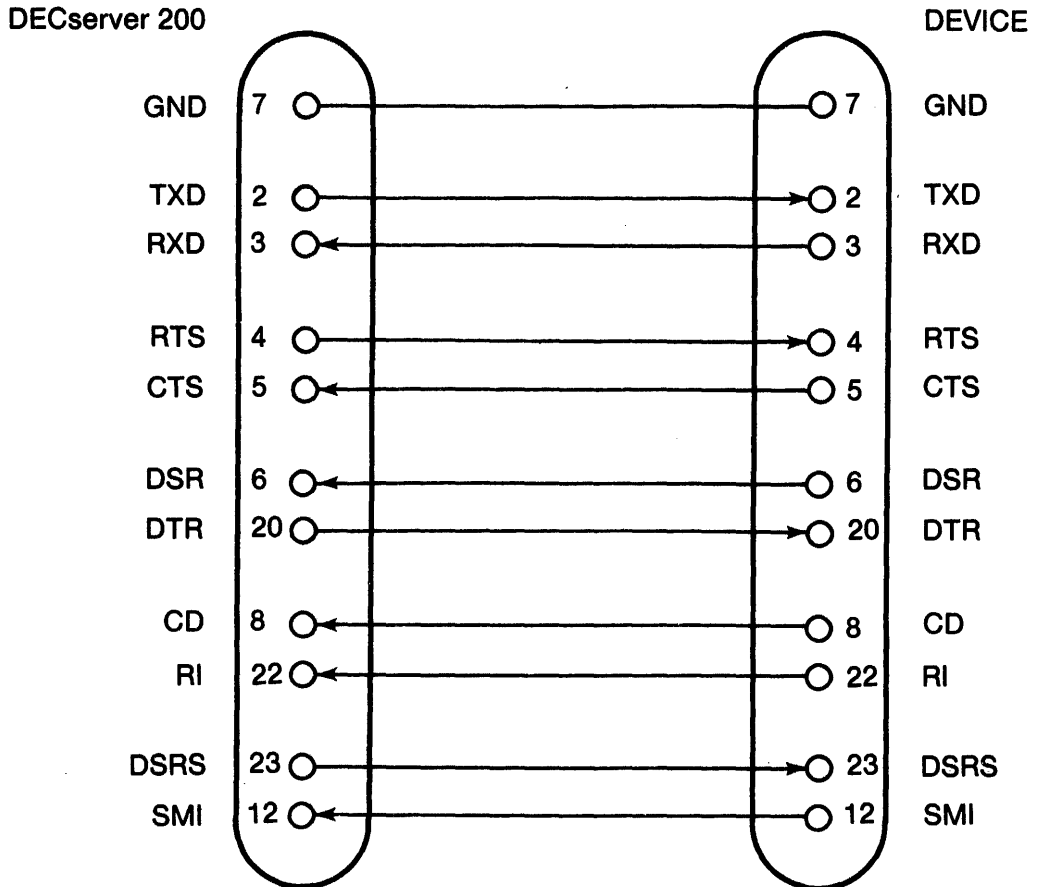 DECserver 200 DEVICE
GND 7 7 GND
TXD 2 2 TXD
RXD 3 3 RXD
RTS 4 4 RTS
CTS 5 5 CTS
DSR 6 6 DSR
DTR 20 20 DTR
CD 8 8 CD
RI 22 22 RI
DSRS 23 23 DSRS
SMI 12 12 SMI